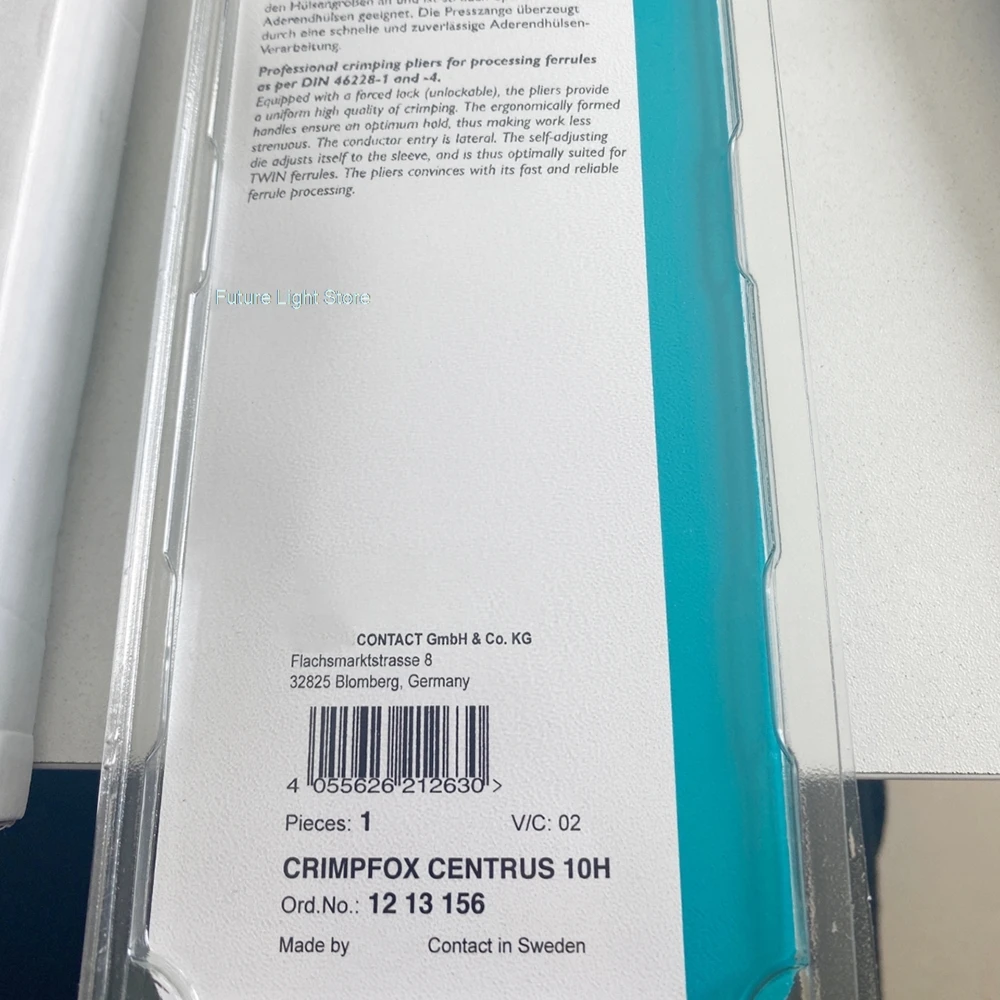 den Hülsengrößen an und ist
Aderendhülsen geeignet. Die Presszange überzeugt
durch eine schnelle und zuverlässige Aderendhülsen-
Verarbeitung.
Professional crimping pliers for processing ferrules
as per DIN 46228-1 and -4.
Equipped with a forced lock (unlockable), the pliers provide
a uniform high quality of crimping. The ergonomically formed
handles ensure an optimum hold, thus making work less
strenuous. The conductor entry is lateral. The self-adjusting
die adjusts itself to the sleeve, and is thus optimally suited for
TWIN ferrules. The pliers convinces with its fast and reliable
ferrule processing.
Future Light Store
CONTACT GmbH & Co. KG
Flachsmarktstrasse 8
32825 Blomberg, Germany
4 055626 212630 >
Pieces: 1 V/C: 02
CRIMPFOX CENTRUS 10H
Ord.No.: 12 13 156
Made by Contact in Sweden